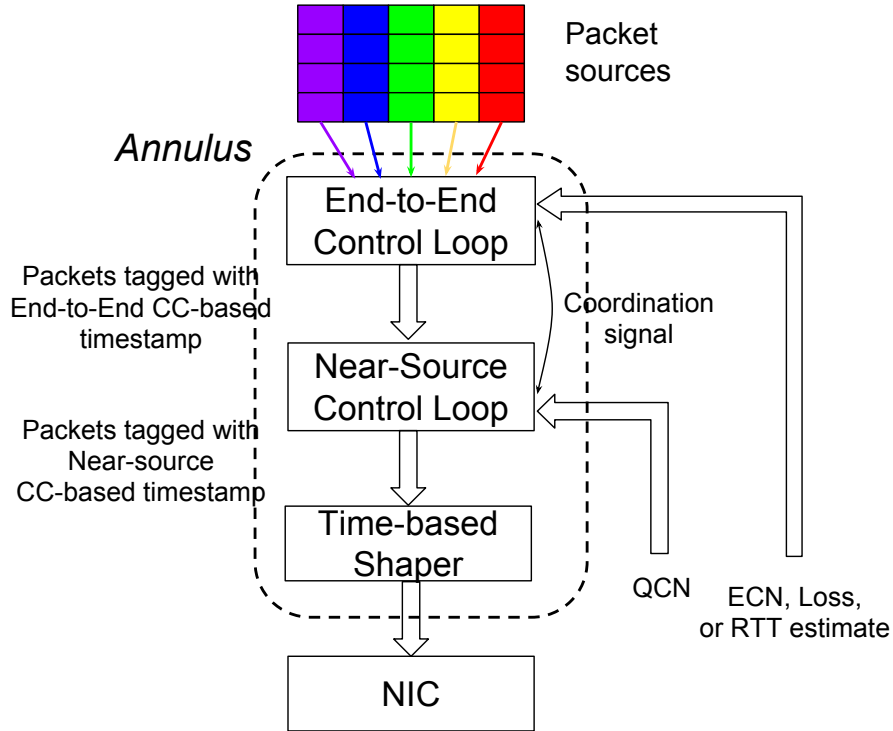 Packet
sources
Annulus
End-to-End
Control Loop
Packets tagged with
End-to-End CC-based
timestamp
Coordination
signal
Near-Source
Control Loop
Packets tagged with
Near-source
CC-based timestamp
Time-based
Shaper
QCN
ECN, Loss,
or RTT estimate
NIC